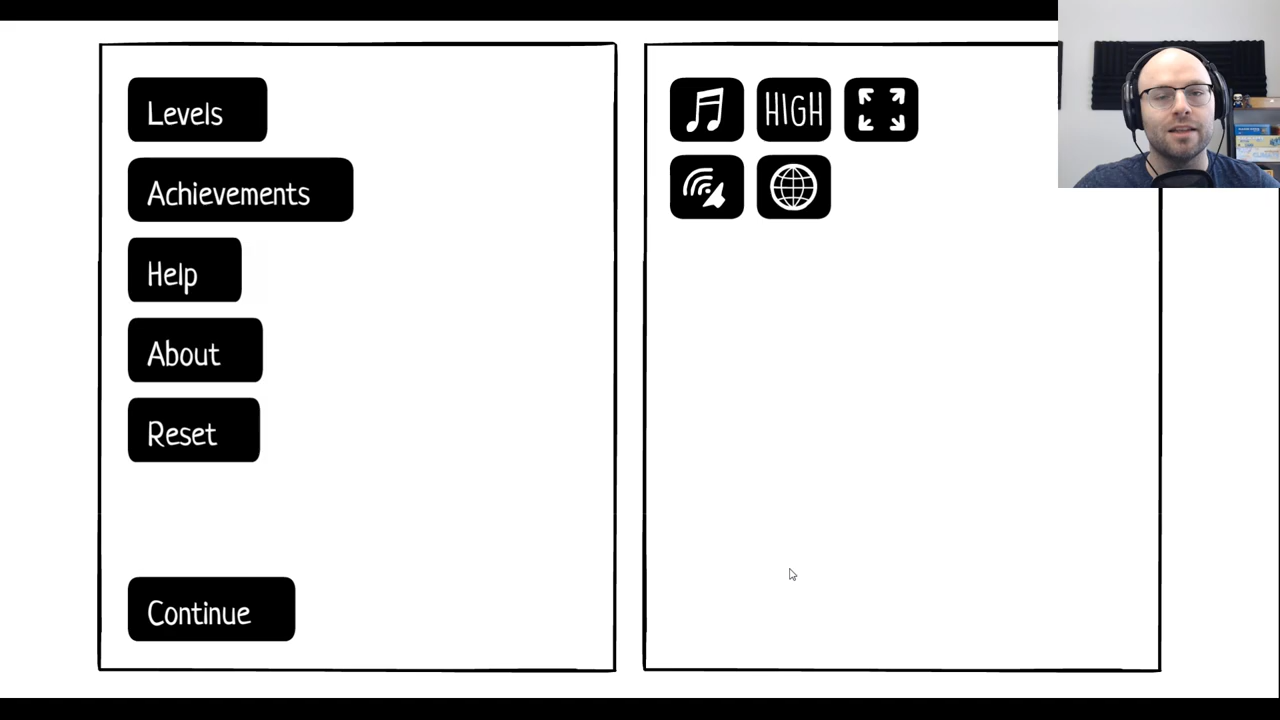 Levels
Achievements
Help
About
Reset
Continue
HIGH